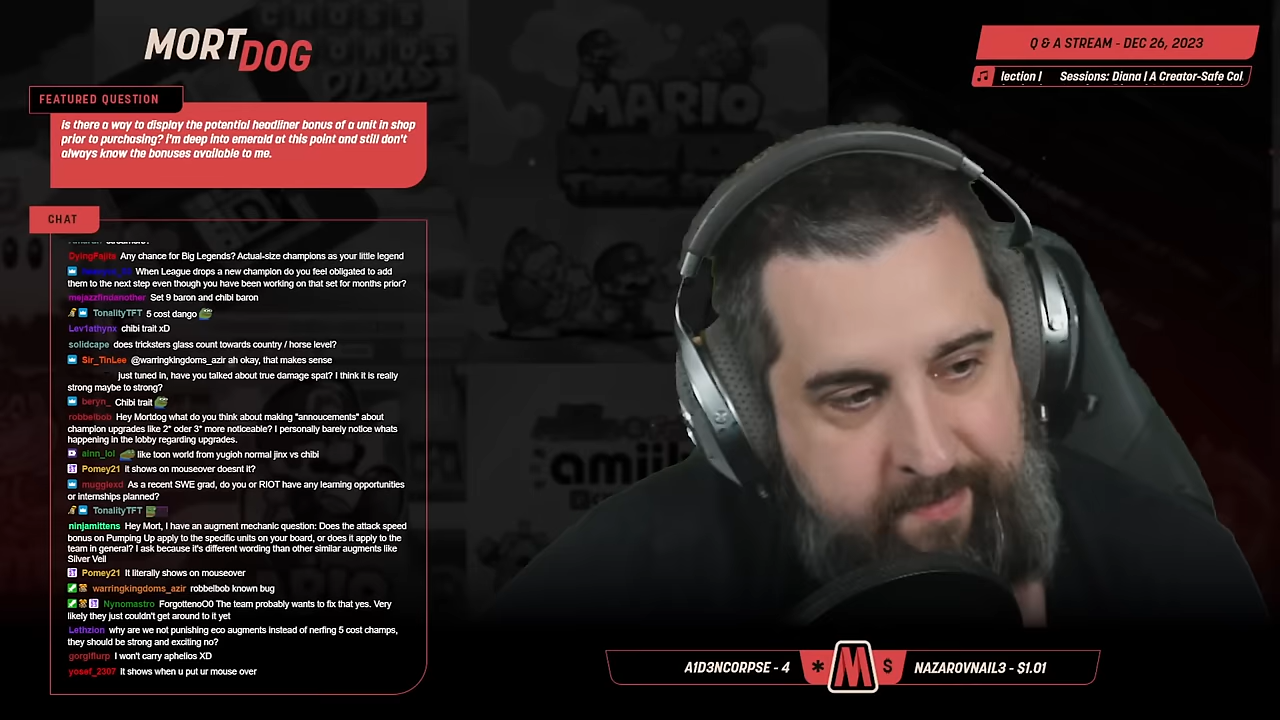 MORTDOG
Q & A STREAM - DEC 26, 2023
lection | Sessions: Diana | A Creator-Safe Col
FEATURED QUESTION
is there a way to display the potential headliner bonus of a unit in shop
prior to purchasing? i'm deep into emerald at this point and still don't
always know the bonuses available to me.
CHAT
DyingFajita Any chance for Big Legends? Actual-size champions as your little legend
When League drops a new champion do you feel obligated to add
them to the next step even though you have been working on that set for months prior?
mejazzfindanother Set 9 baron and chibi baron
TonalityTFT 5 cost dango
Lev1athynx chibi trait xD
solidcape does tricksters glass count towards country / horse level?
Sir_TinLee @warringkingdoms_azir ah okay, that makes sense
just tuned in, have you talked about true damage spat? I think it is really
strong maybe to strong?
beryn_ Chibi trait
robbelbob Hey Mortdog what do you think about making "annoucements" about
champion upgrades like 2* oder 3* more noticeable? I personally barely notice whats
happening in the lobby regarding upgrades.
ainn_lol like toon world from yugioh normal jinx vs chibi
Pomey21 It shows on mouseover doesnt it?
mugglexd As a recent SWE grad, do you or RIOT have any learning opportunities
or internships planned?
TonalityTFT
ninjamittens Hey Mort, I have an augment mechanic question: Does the attack speed
bonus on Pumping Up apply to the specific units on your board, or does it apply to the
team in general? I ask because it's different wording than other similar augments like
Silver Veil
Pomey21 It literally shows on mouseover
warringkingdoms_azir robbelbob known bug
Nynomastro ForgottenO0 The team probably wants to fix that yes. Very
likely they just couldn't get around to it yet
Lethzion why are we not punishing eco augments instead of nerfing 5 cost champs,
they should be strong and exciting no?
gorgiflurp I won't carry aphelios XD
yosef_2307 It shows when u put ur mouse over
MARIO
amii
A1D3NCORPSE - 4 * M $ NAZAROVNAIL3 - $1.01